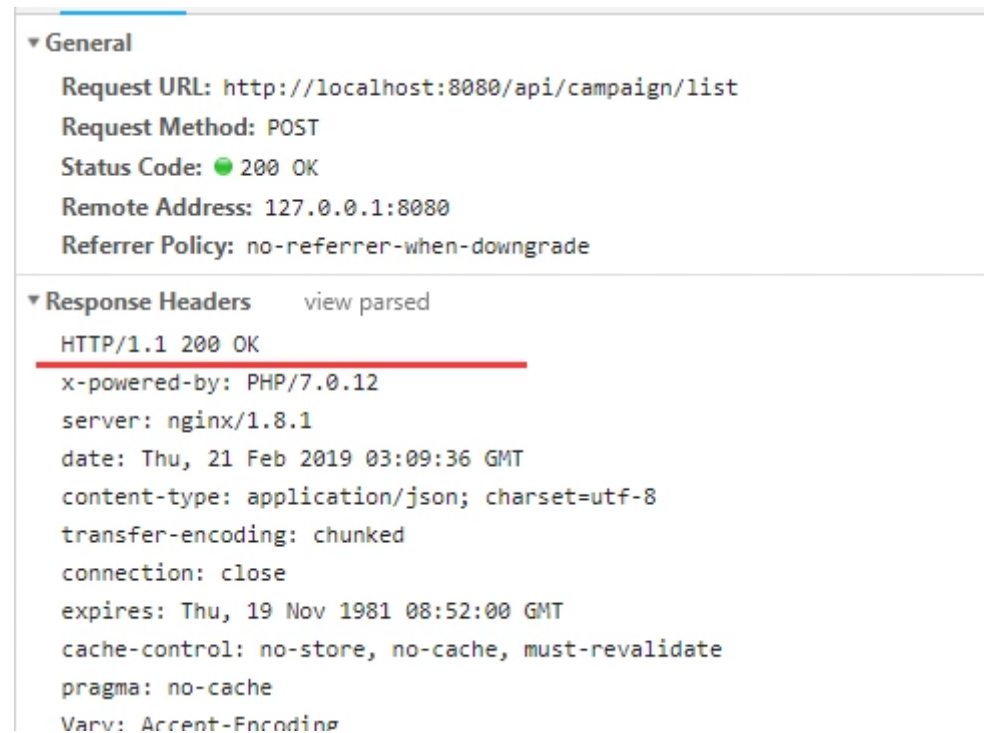 General
Request URL: http://localhost:8080/api/campaign/list
Request Method: POST
Status Code: 200 OK
Remote Address: 127.0.0.1:8080
Referrer Policy: no-referrer-when-downgrade
Response Headers view parsed
HTTP/1.1 200 OK
x-powered-by: PHP/7.0.12
server: nginx/1.8.1
date: Thu, 21 Feb 2019 03:09:36 GMT
content-type: application/json; charset=utf-8
transfer-encoding: chunked
connection: close
expires: Thu, 19 Nov 1981 08:52:00 GMT
cache-control: no-store, no-cache, must-revalidate
pragma: no-cache
Vary: Accept-Encoding